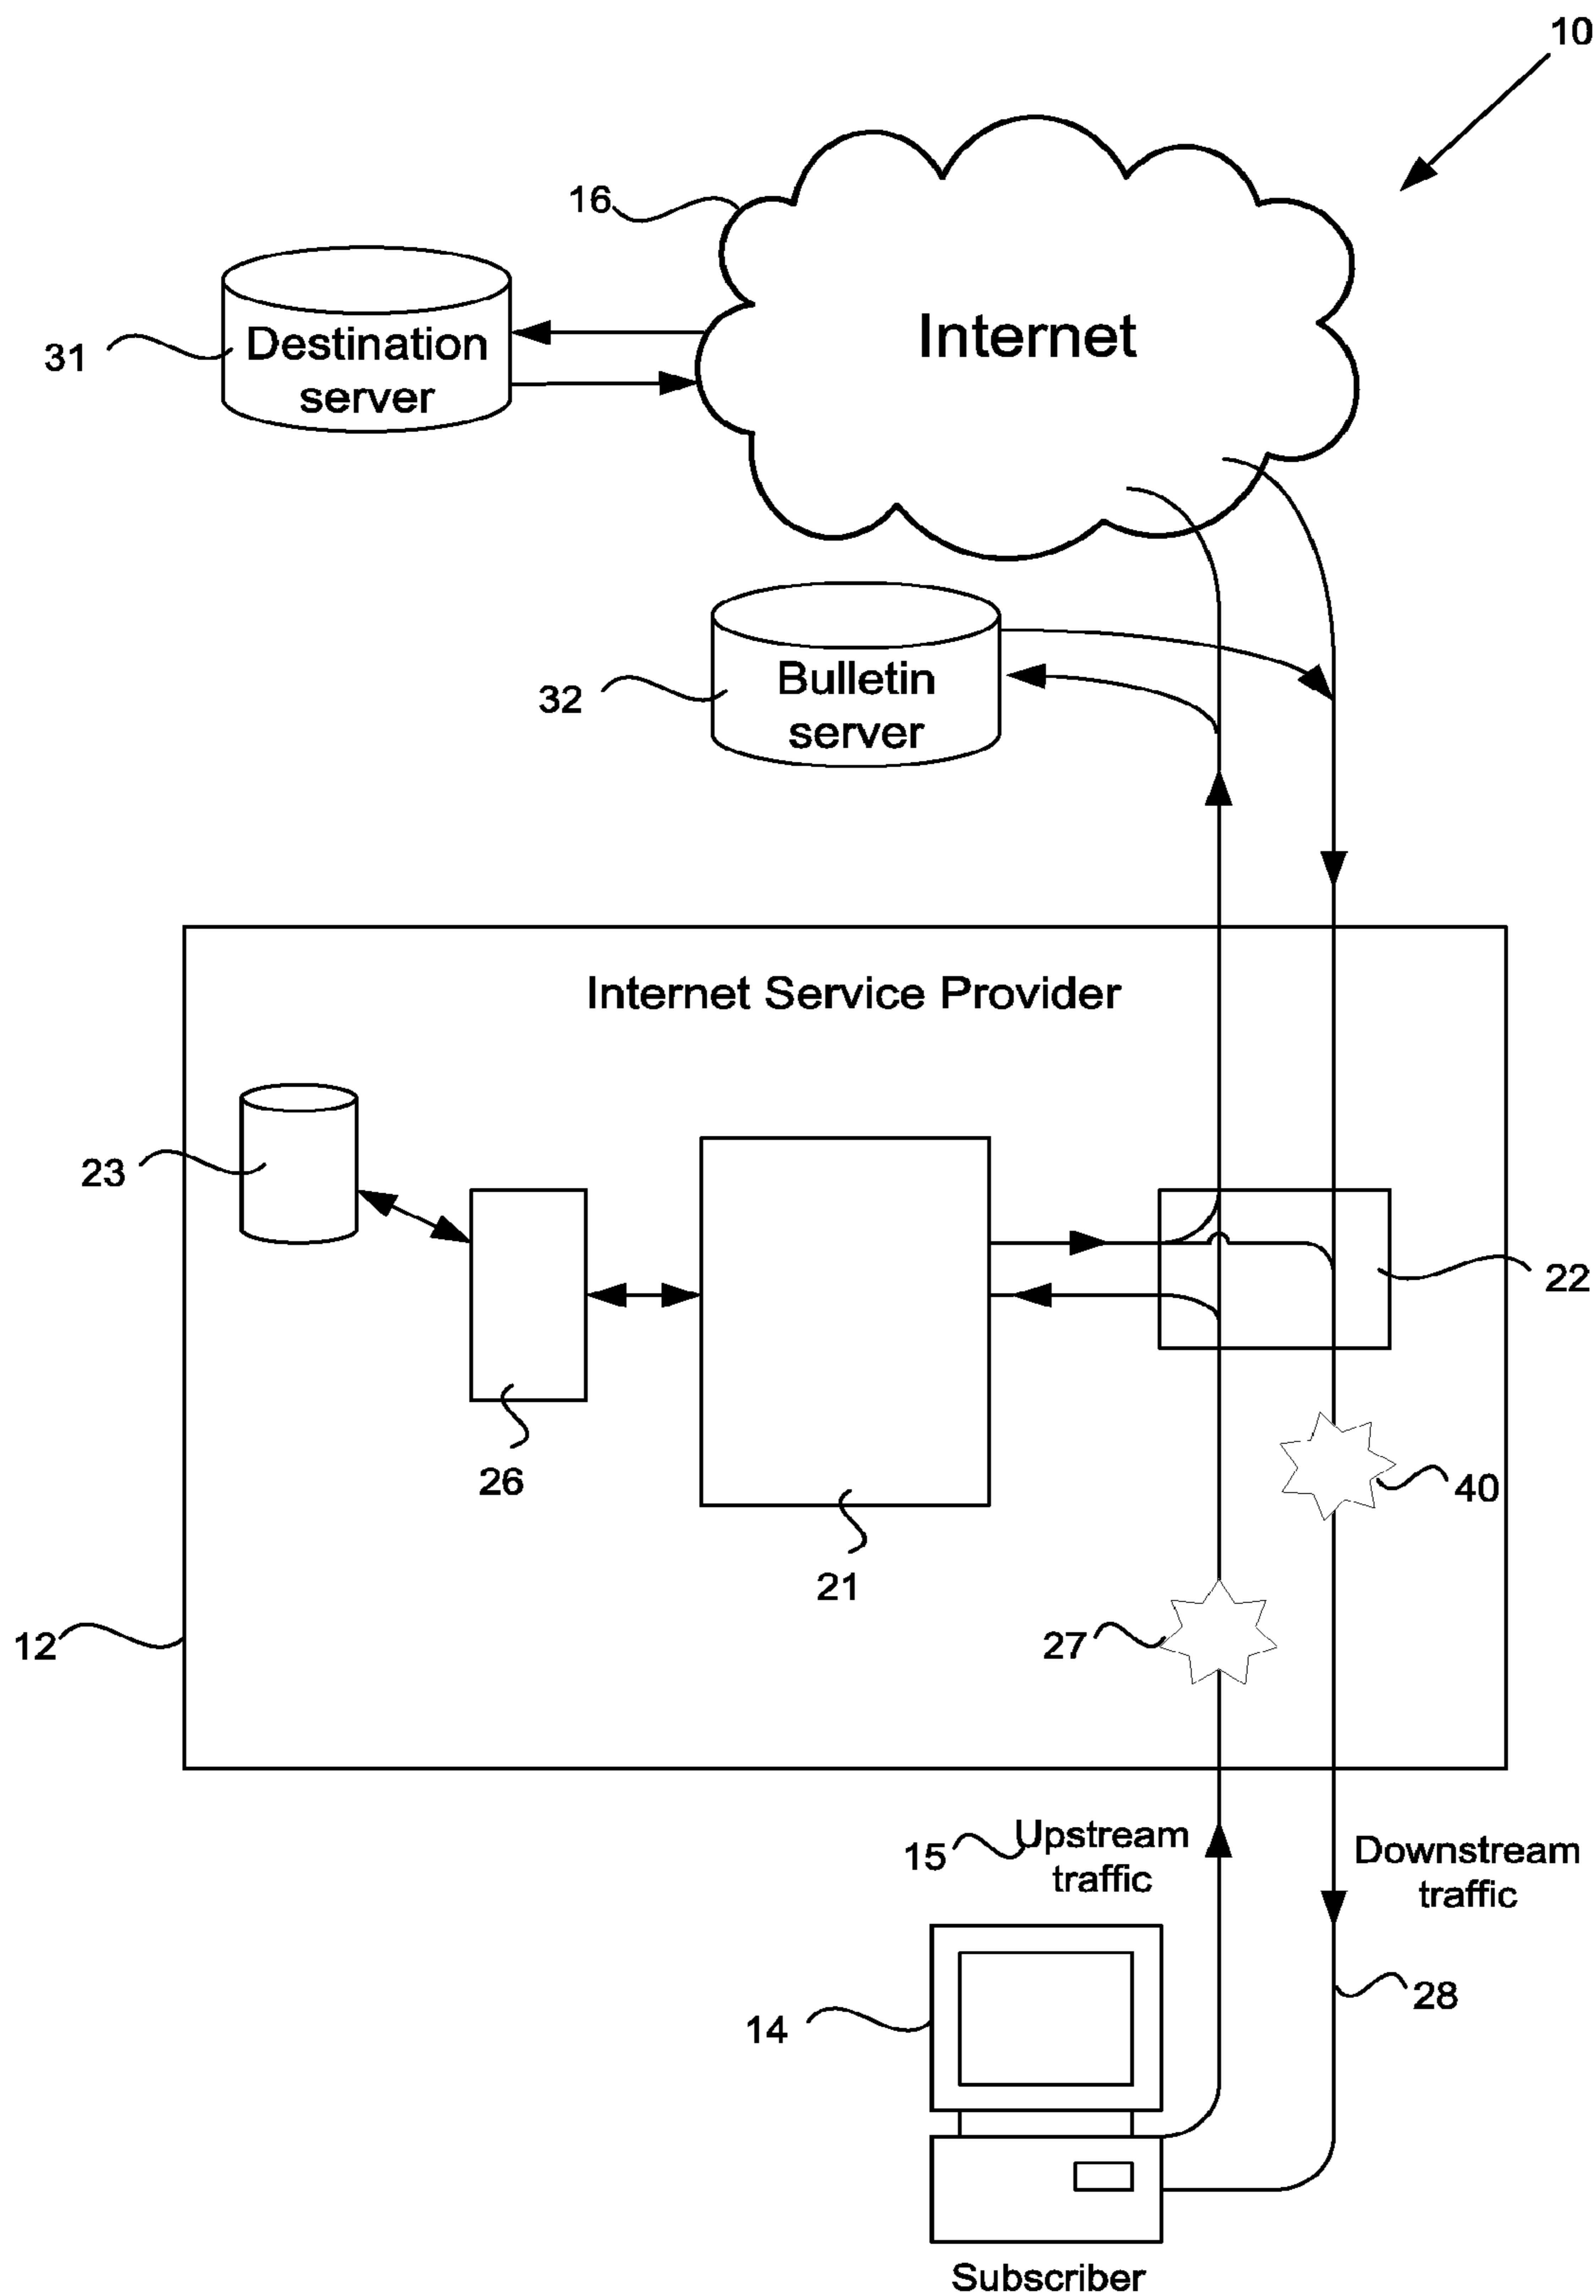 10
16
Internet
31
Destination
server
32
Bulletin
server
Internet Service Provider
23
22
26
40
21
27
12
15
Upstream
traffic
Downstream
traffic
28
14
Subscriber